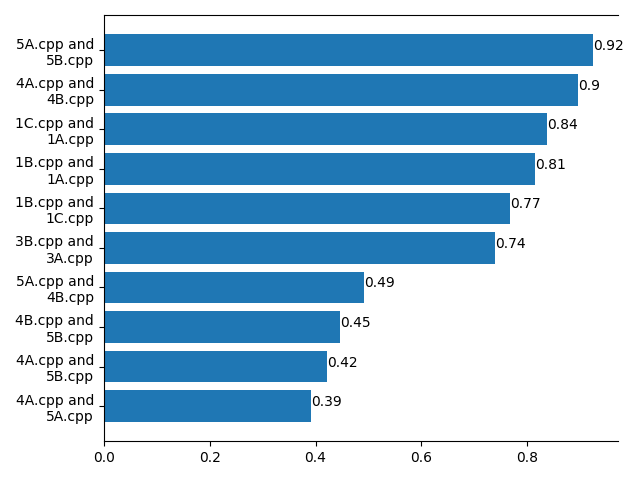 5A.cpp and
5B.cpp
0.92
4A.cpp and
4B.cpp
0.9
1C.cpp and
1A.cpp
0.84
1B.cpp and
1A.cpp
0.81
1B.cpp and
1C.cpp
0.77
3B.cpp and
3A.cpp
0.74
5A.cpp and
4B.cpp
0.49
4B.cpp and
5B.cpp
0.45
4A.cpp and
5B.cpp
0.42
4A.cpp and
5A.cpp
0.39
0.0 0.2 0.4 0.6 0.8